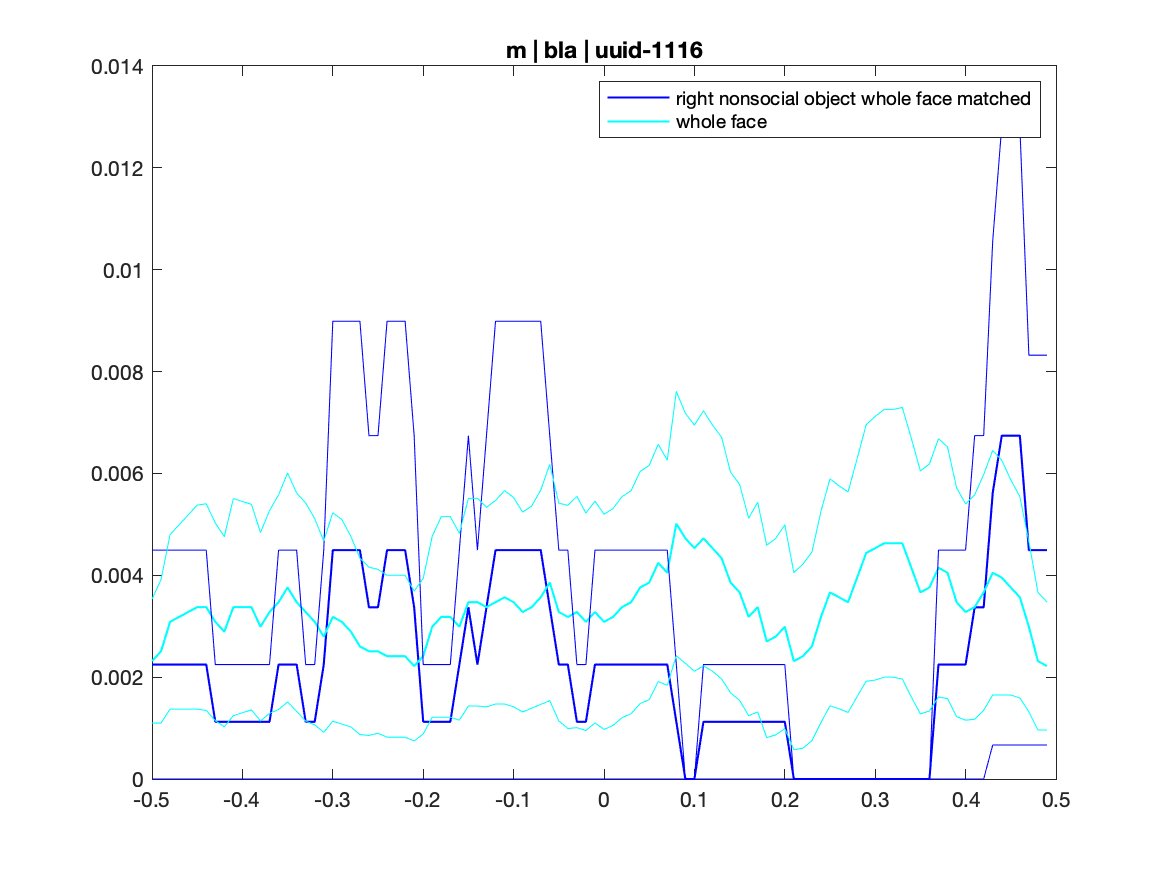 m | bla | uuid-1116
right nonsocial object whole face matched
whole face
0.014
0.012
0.01
0.008
0.006
0.004
0.002
0
-0.5 -0.4 -0.3 -0.2 -0.1 0 0.1 0.2 0.3 0.4 0.5